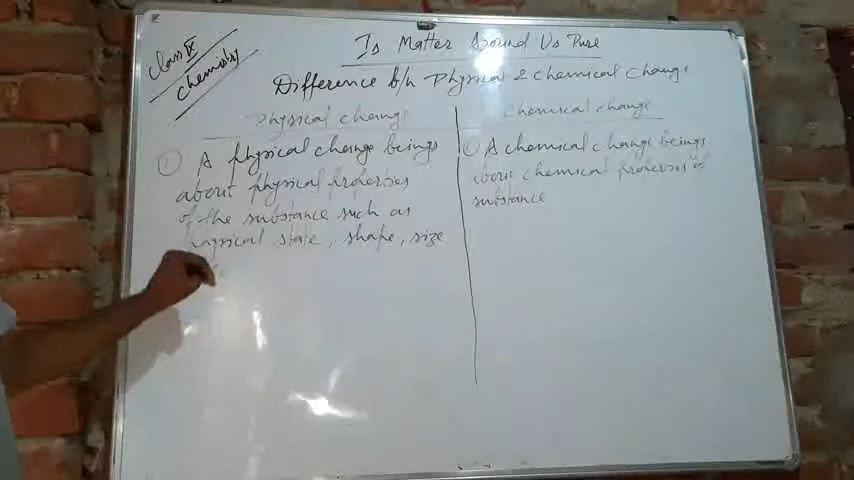 Class IX
Chemistry
Is Matter Around Us Pure
Difference b/n Physical & Chemical Change
Physical change
① A physical change beings
about physical properties
of the substance such as
physical state, shape, size
Chemical change
① A chemical change beings
about chemical properties of
substance